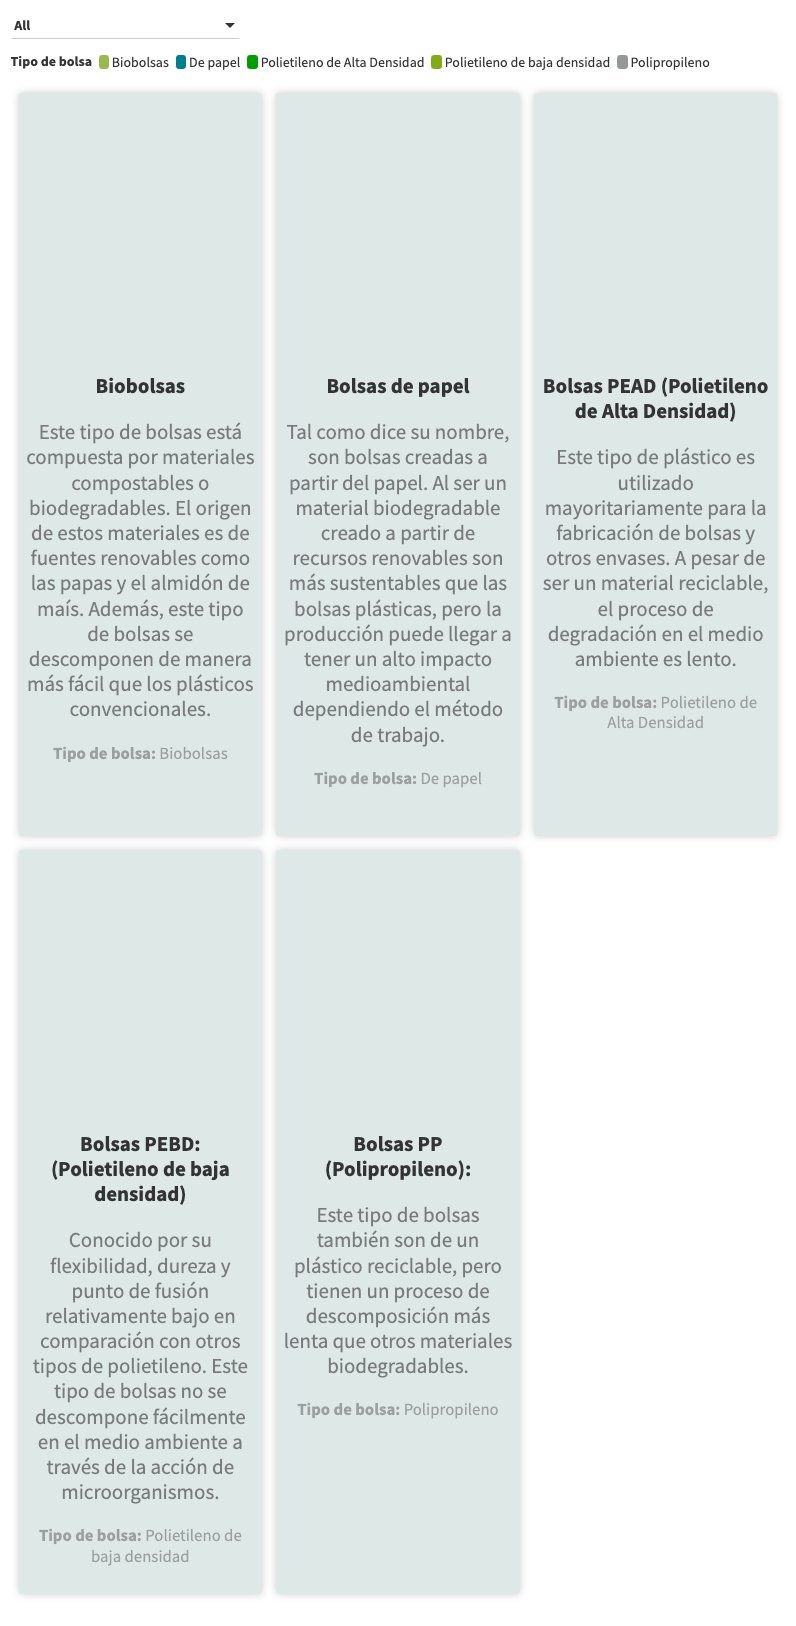 All
Tipo de bolsa Biobolsas De papel Polietileno de Alta Densidad Polietileno de baja densidad Polipropileno
Biobolsas
Este tipo de bolsas está
compuesta por materiales
compostables o
biodegradables. El origen
de estos materiales es de
fuentes renovables como
las papas y el almidón de
maís. Además, este tipo
de bolsas se
descomponen de manera
más fácil que los plásticos
convencionales.
Tipo de bolsa: Biobolsas
Bolsas de papel
Tal como dice su nombre,
son bolsas creadas a
partir del papel. Al ser un
material biodegradable
creado a partir de
recursos renovables son
más sustentables que las
bolsas plásticas, pero la
producción puede llegar a
tener un alto impacto
medioambiental
dependiendo el método
de trabajo.
Tipo de bolsa: De papel
Bolsas PEAD (Polietileno
de Alta Densidad)
Este tipo de plástico es
utilizado
mayoritariamente para la
fabricación de bolsas y
otros envases. A pesar de
ser un material reciclable,
el proceso de
degradación en el medio
ambiente es lento.
Tipo de bolsa: Polietileno de
Alta Densidad
Bolsas PEBD:
(Polietileno de baja
densidad)
Conocido por su
flexibilidad, dureza y
punto de fusión
relativamente bajo en
comparación con otros
tipos de polietileno. Este
tipo de bolsas no se
descompone fácilmente
en el medio ambiente a
través de la acción de
microorganismos.
Tipo de bolsa: Polietileno de
baja densidad
Bolsas PP
(Polipropileno):
Este tipo de bolsas
también son de un
plástico reciclable, pero
tienen un proceso de
descomposición más
lenta que otros materiales
biodegradables.
Tipo de bolsa: Polipropileno